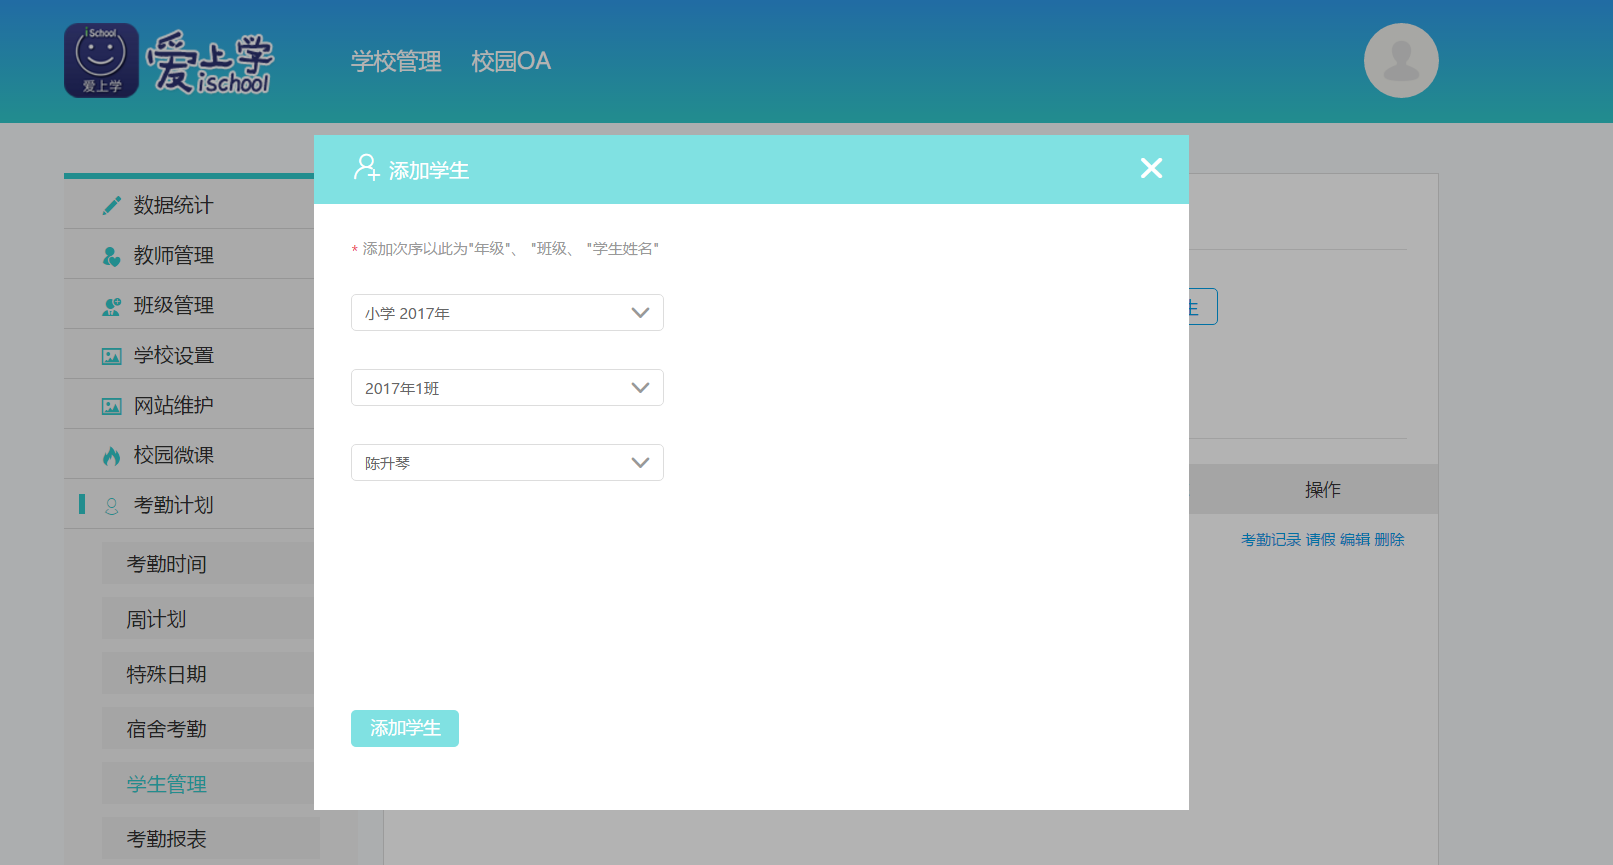 iSchool
爱上学
爱上学
ischool
学校管理 校园OA
添加学生
数据统计
教师管理
班级管理
学校设置
网站维护
校园微课
考勤计划
考勤时间
周计划
特殊日期
宿舍考勤
学生管理
考勤报表
* 添加次序以此为"年级"、 "班级、 "学生姓名"
小学 2017年
2017年1班
陈升琴
添加学生
生
操作
考勤记录 请假 编辑 删除